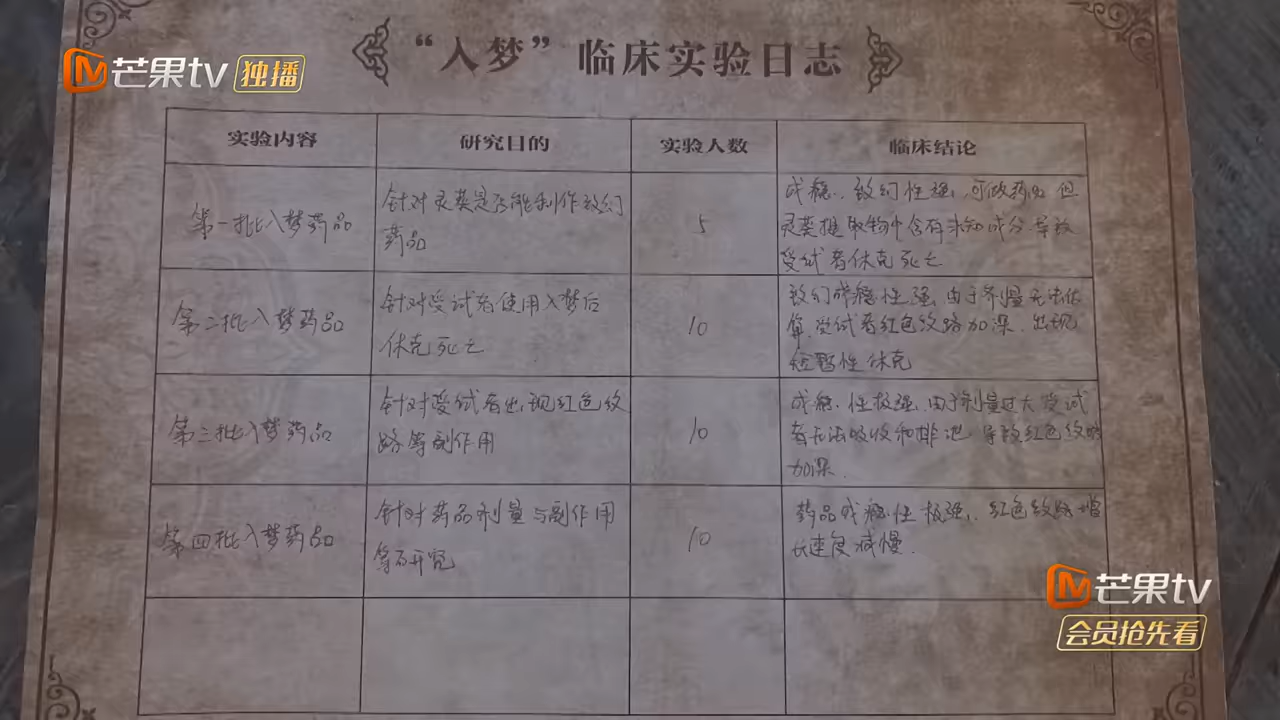 芒果TV 独播
“入梦”临床实验日志
实验内容 研究目的 实验人数 临床结论
第一批入梦药品
针对灵葵是否能制作致幻
药品
5
成瘾、致幻性强,可做药品 但
灵葵提取物中含有未知成分 导致
受试者休克死亡
第二批入梦药品
针对受试者使用入梦后
休克死亡
10
致幻成瘾性强,由于剂量无法估
算,受试者红色纹路加深,出现
短暂性休克
第三批入梦药品
针对受试者出现红色纹
路等副作用
10
成瘾性极强,由于剂量过大 受试
者无法吸收和排泄 导致红色纹路
加深.
第四批入梦药品
针对药品剂量与副作用
等研究
10
药品成瘾性极强,红色纹路增
长速度减慢.
芒果TV
会员抢先看